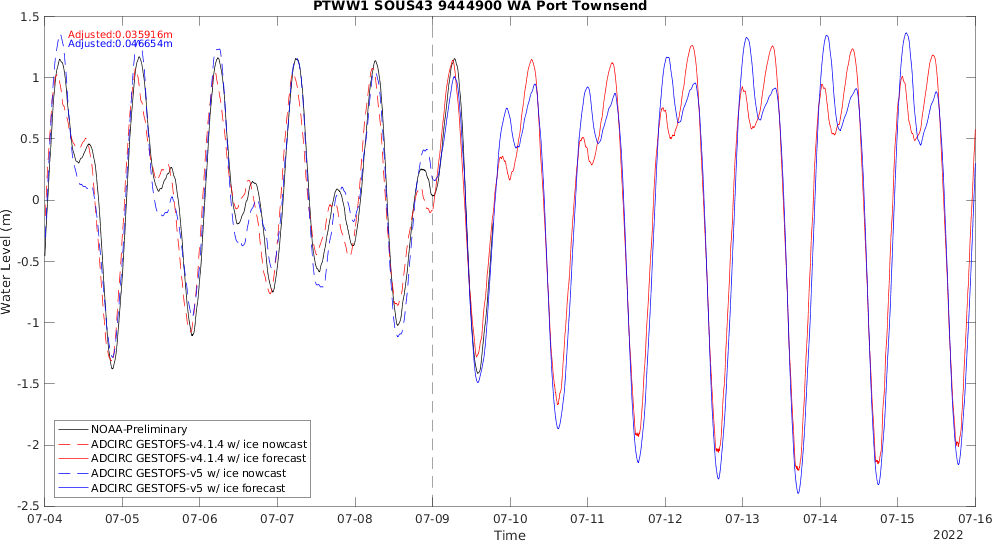 PTWW1 SOUS43 9444900 WA Port Townsend
Adjusted:0.035916m
Adjusted:0.046654m
Water Level (m)
1.5
1
0.5
0
-0.5
-1
-1.5
-2
-2.5
NOAA-Preliminary
ADCIRC GESTOFS-v4.1.4 w/ ice nowcast
ADCIRC GESTOFS-v4.1.4 w/ ice forecast
ADCIRC GESTOFS-v5 w/ ice nowcast
ADCIRC GESTOFS-v5 w/ ice forecast
07-04 07-05 07-06 07-07 07-08 07-09 07-10 07-11 07-12 07-13 07-14 07-15 07-16
Time
2022